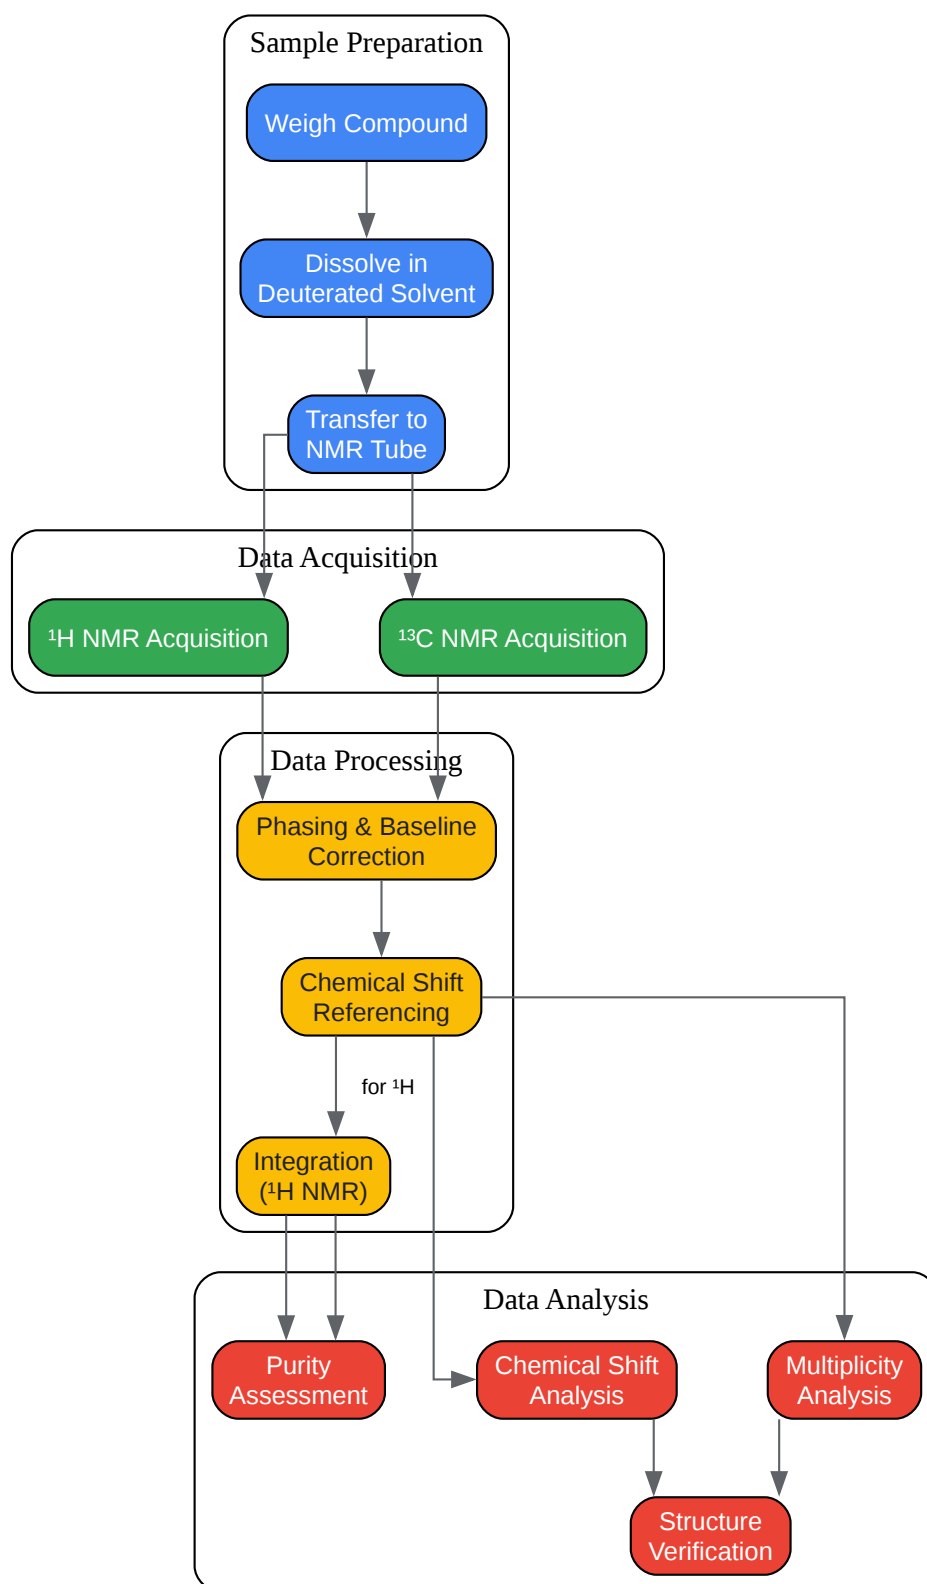 Sample Preparation
Weigh Compound
Dissolve in
Deuterated Solvent
Transfer to
NMR Tube
Data Acquisition
¹H NMR Acquisition
¹³C NMR Acquisition
Data Processing
Phasing & Baseline
Correction
Chemical Shift
Referencing
for ¹H
Integration
(¹H NMR)
Data Analysis
Purity
Assessment
Chemical Shift
Analysis
Multiplicity
Analysis
Structure
Verification